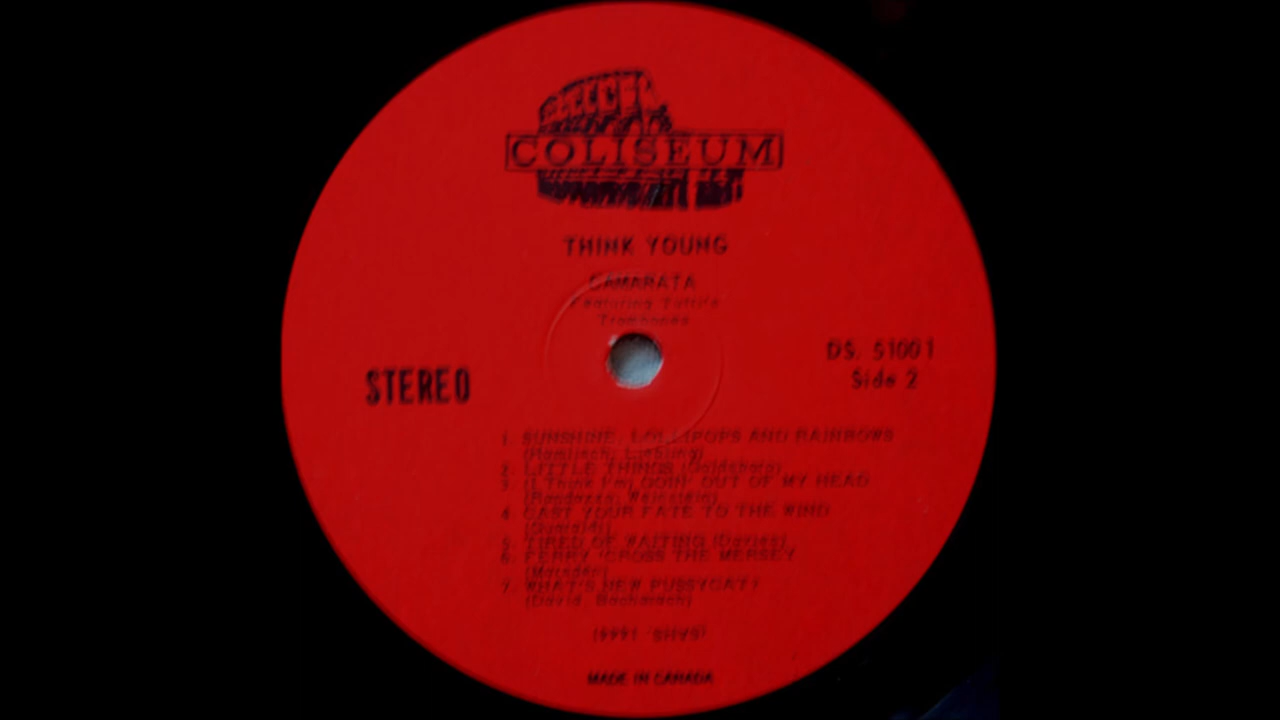 COLISEUM
THINK YOUNG
CAMARATA
Featuring Tutti's
Trombones
STEREO
DS. 51001
Side 2
1. SUNSHINE, LOLLIPOPS AND RAINBOWS
(Hamlisch, Liebling)
2. LITTLE THINGS (Goldsboro)
3. (I Think I'm) GOIN' OUT OF MY HEAD
(Randazzo, Weinstein)
4. CAST YOUR FATE TO THE WIND
(Guaraldi)
5. TIRED OF WAITING (Davies)
6. FERRY 'CROSS THE MERSEY
(Marsden)
7. WHAT'S NEW PUSSYCAT?
(David, Bacharach)
MADE IN CANADA